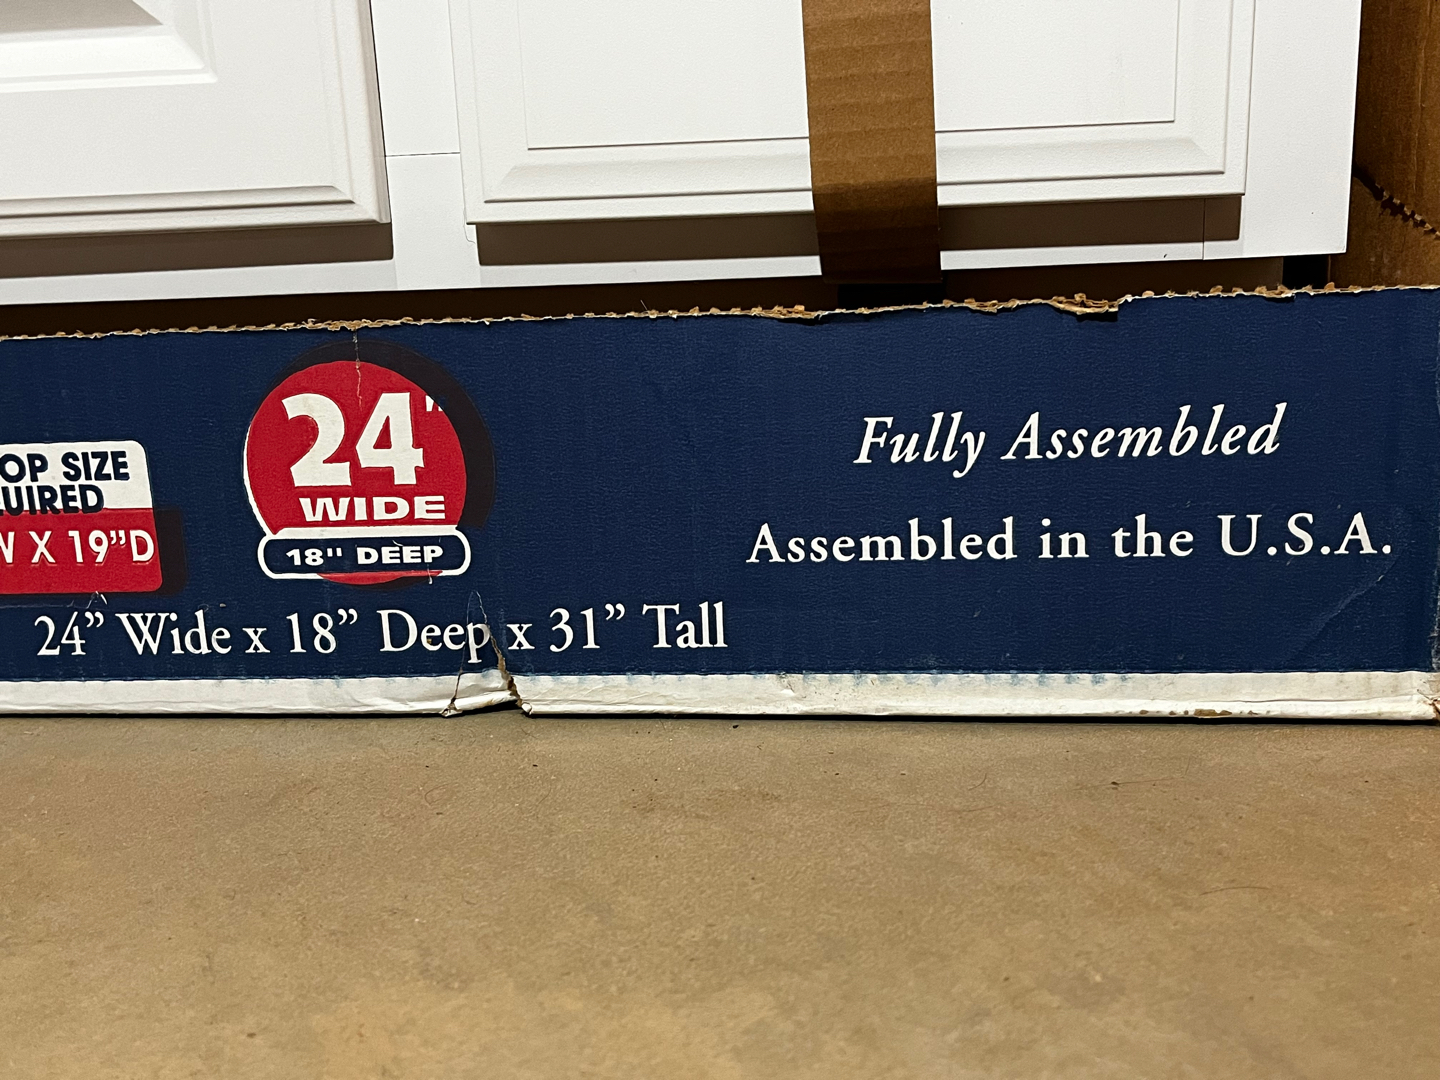 OP SIZE
UIRED
X 19”D
24"
WIDE
18" DEEP
24” Wide x 18” Deep x 31” Tall
Fully Assembled
Assembled in the U.S.A.